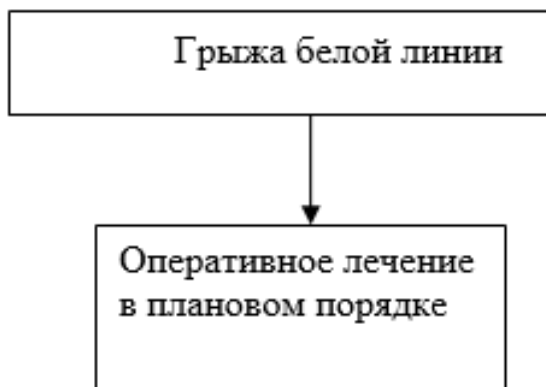 Грыжа белой линии
Оперативное лечение
в плановом порядке